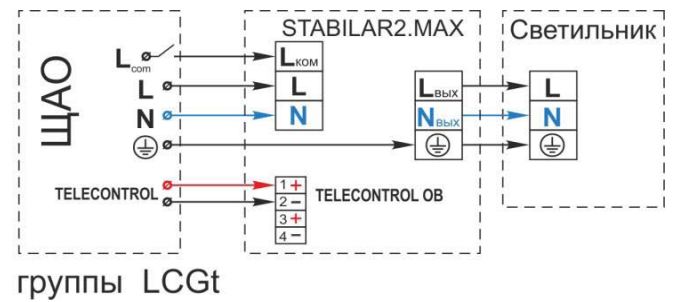 STABILAR2.MAX
Светильник
ЩАО
Lcom
L
N
TELECONTROL
Lком
L
N
Lвых
Nвых
L
N
1 +
2 −
3 +
4 −
TELECONTROL OB
группы LCGt